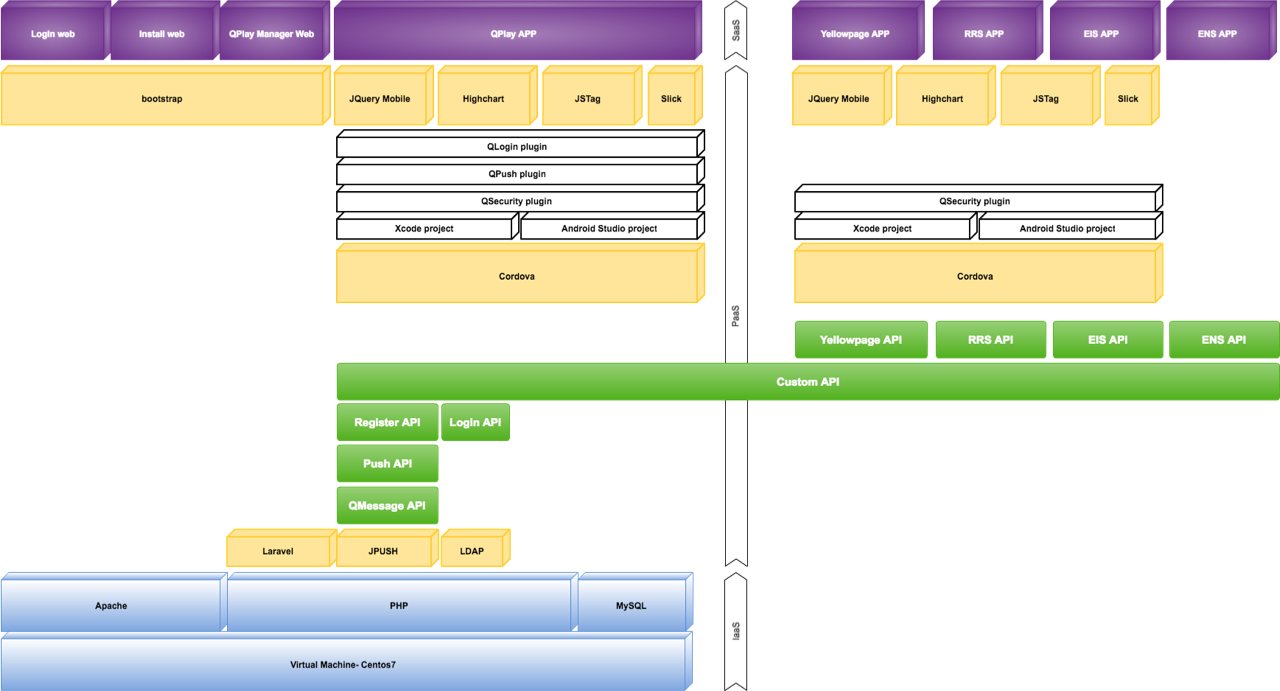 Login web
Install web
QPlay Manager Web
QPlay APP
SaaS
Yellowpage APP
RRS APP
EIS APP
ENS APP
bootstrap
JQuery Mobile
Highchart
JSTag
Slick
JQuery Mobile
Highchart
JSTag
Slick
QLogin plugin
QPush plugin
QSecurity plugin
QSecurity plugin
Xcode project
Android Studio project
Xcode project
Android Studio project
Cordova
Cordova
PaaS
Yellowpage API
RRS API
EIS API
ENS API
Custom API
Register API
Login API
Push API
QMessage API
Laravel
JPUSH
LDAP
Apache
PHP
MySQL
IaaS
Virtual Machine- Centos7